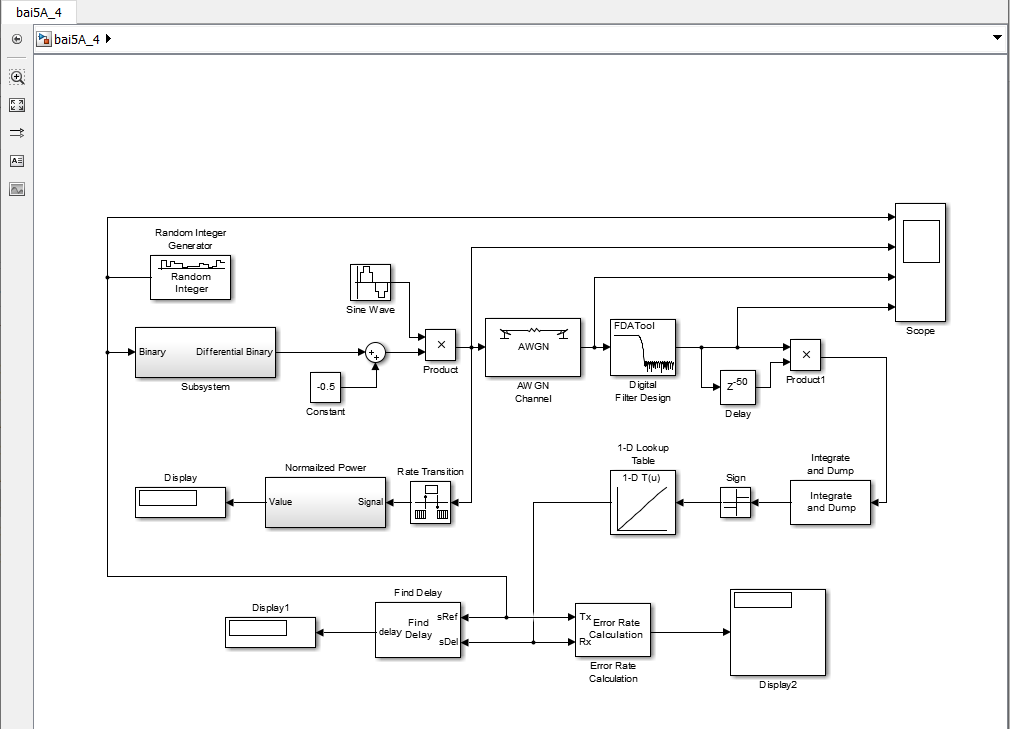 bai5A_4
bai5A_4
Random Integer
Generator
Random
Integer
Sine Wave
Scope
Binary
Differential Binary
Subsystem
-0.5
Constant
×
Product
AWGN
AWGN
Channel
FDATool
Digital
Filter Design
Z-50
Delay
×
Product1
Display
Normailzed Power
Value
Signal
Rate Transition
1-D Lookup
Table
1-D T(u)
Sign
Integrate
and Dump
Integrate
and Dump
Display1
Find Delay
sRef
Find
delay Delay
sDel
Tx
Error Rate
Calculation
Rx
Error Rate
Calculation
Display2